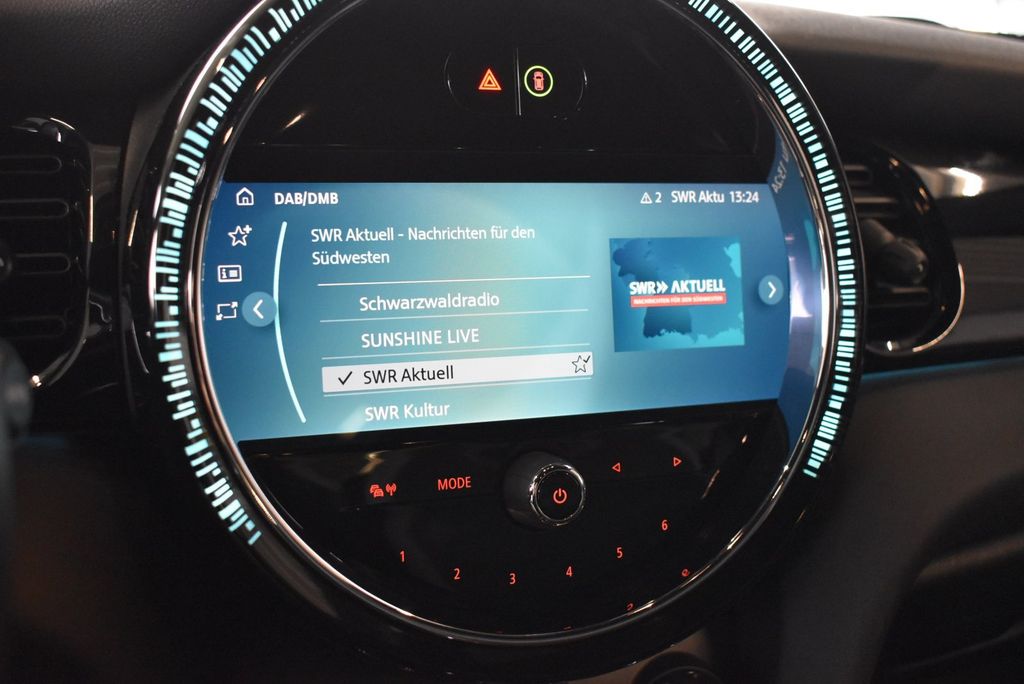 DAB/DMB
2 SWR Aktu 13:24
SWR Aktuell - Nachrichten für den
Südwesten
Schwarzwaldradio
SUNSHINE LIVE
SWR Aktuell
SWR Kultur
SWR>> AKTUELL
NACHRICHTEN FÜR DEN SÜDWESTEN
MODE
1 2 3 4 5 6